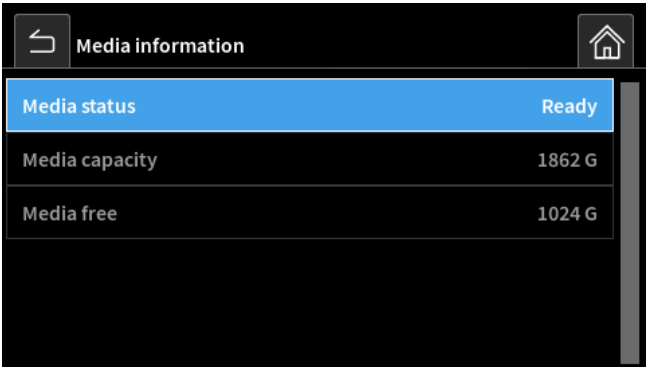 Media information
Media status Ready
Media capacity 1862 G
Media free 1024 G